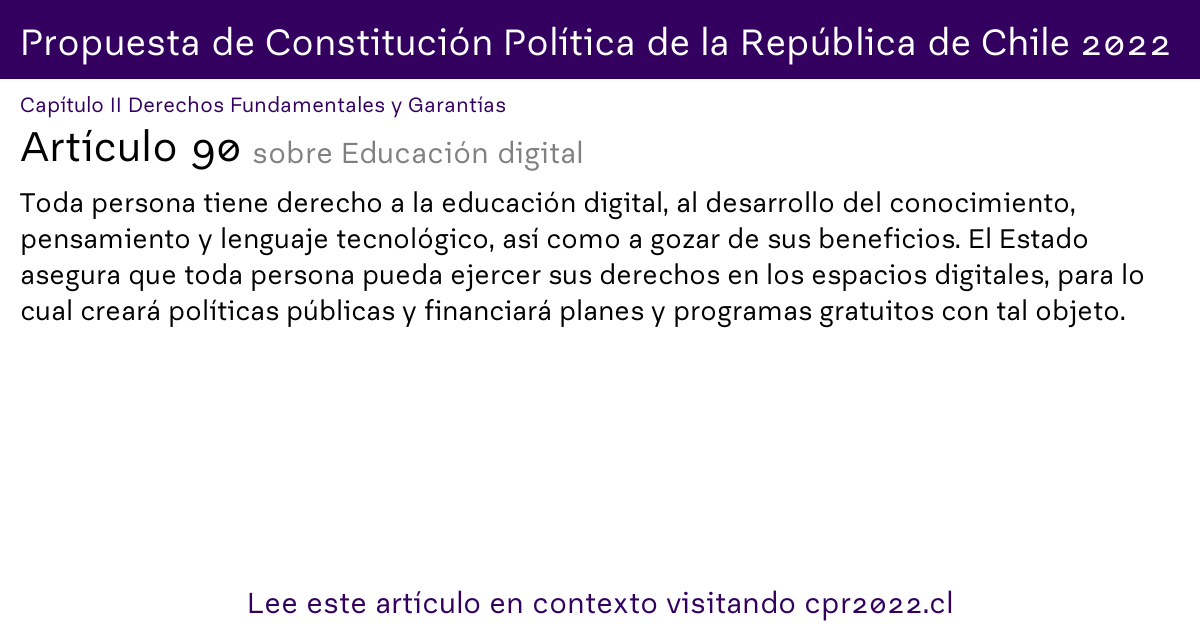 Propuesta de Constitución Política de la República de Chile 2022
Capítulo II Derechos Fundamentales y Garantías
Artículo 90 sobre Educación digital
Toda persona tiene derecho a la educación digital, al desarrollo del conocimiento,
pensamiento y lenguaje tecnológico, así como a gozar de sus beneficios. El Estado
asegura que toda persona pueda ejercer sus derechos en los espacios digitales, para lo
cual creará políticas públicas y financiará planes y programas gratuitos con tal objeto.
Lee este artículo en contexto visitando cpr2022.cl